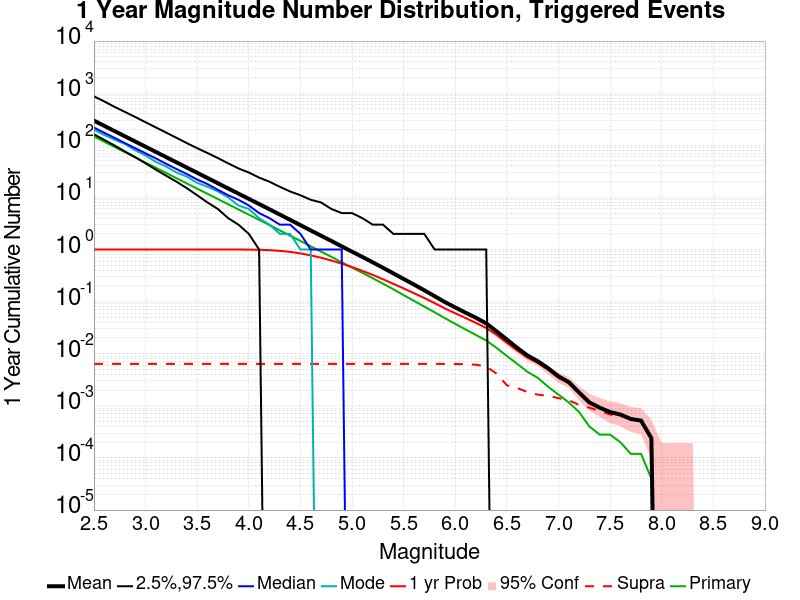 1 Year Magnitude Number Distribution, Triggered Events
1 Year Cumulative Number
10^4
10^3
10^2
10^1
10^0
10^-1
10^-2
10^-3
10^-4
10^-5
2.5 3.0 3.5 4.0 4.5 5.0 5.5 6.0 6.5 7.0 7.5 8.0 8.5 9.0
Magnitude
Mean 2.5%,97.5% Median Mode 1 yr Prob 95% Conf Supra Primary